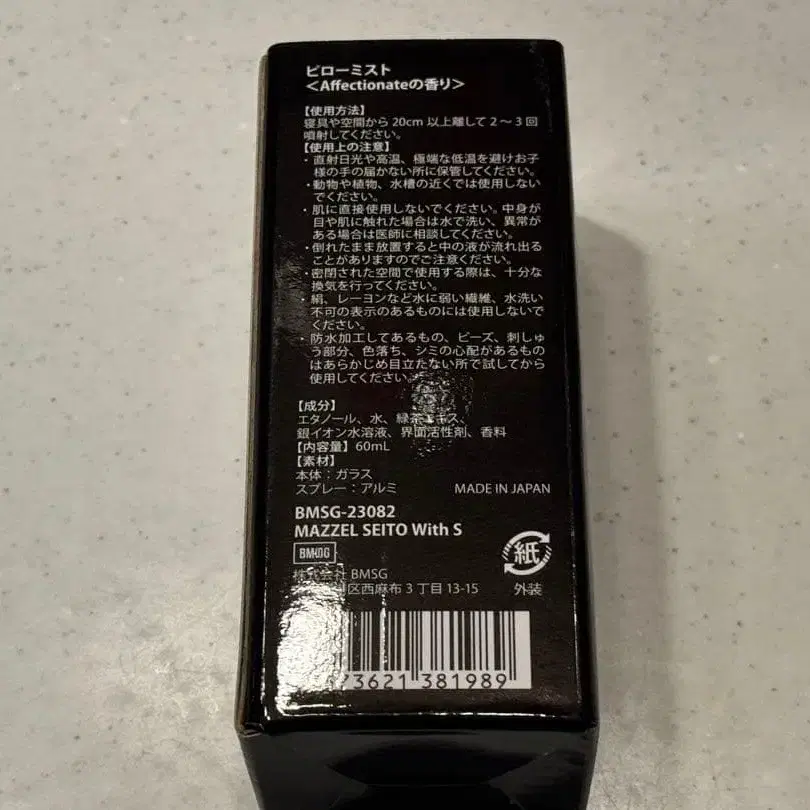 ピローミスト
＜Affectionateの香り＞
【使用方法】
寝具や空間から 20cm 以上離して 2 〜 3 回
噴射してください。
【使用上の注意】
・直射日光や高温、極端な低温を避けお子
様の手の届かない所に保管してください。
・動物や植物、水槽の近くでは使用しない
でください。
・肌に直接使用しないでください。中身が
目や肌に触れた場合は水で洗い、異常が
ある場合は医師に相談してください。
・倒れたまま放置すると中の液が流れ出る
ことがありますのでご注意ください。
・密閉された空間で使用する際は、十分な
換気を行ってください。
・絹、レーヨンなど水に弱い繊維、水洗い
不可の表示のあるものには使用しないで
ください。
・防水加工してあるもの、ビーズ、刺しゅ
う部分、色落ち、シミの心配があるもの
はあらかじめ目立たない所で試してから
使用してください。
【成分】
エタノール、水、緑茶エキス、
銀イオン水溶液、界面活性剤、香料
【内容量】60mL
【素材】
本体：ガラス
スプレー：アルミ
MADE IN JAPAN
BMSG-23082
MAZZEL SEITO With S
BMSG
紙
株式会社 BMSG
区西麻布 3 丁目 13-15
外装
73621 381989